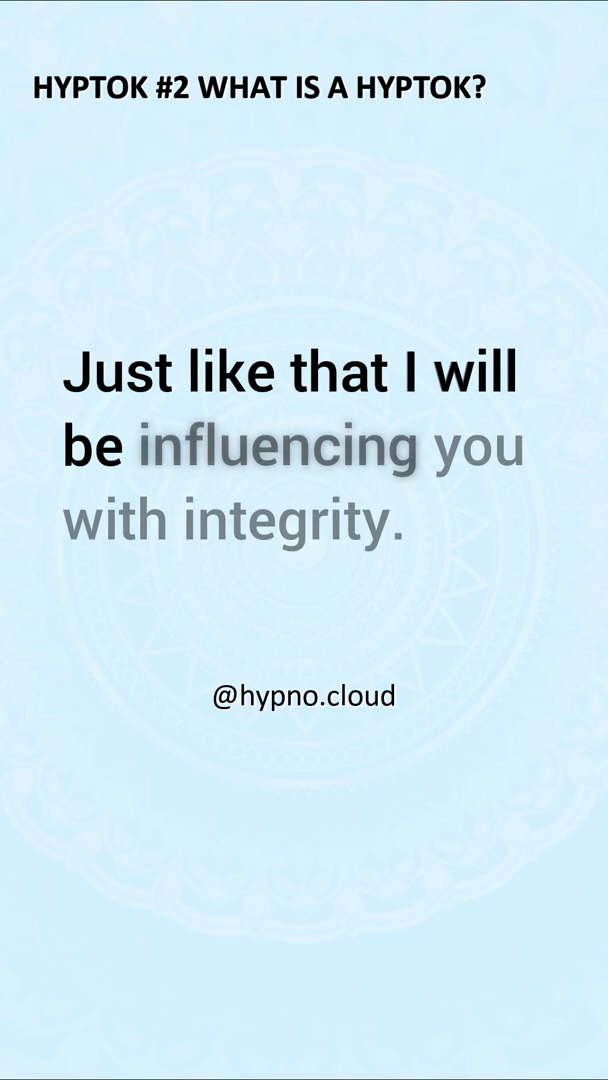 HYPTOK #2 WHAT IS A HYPTOK?
Just like that I will
be influencing you
with integrity.
@hypno.cloud